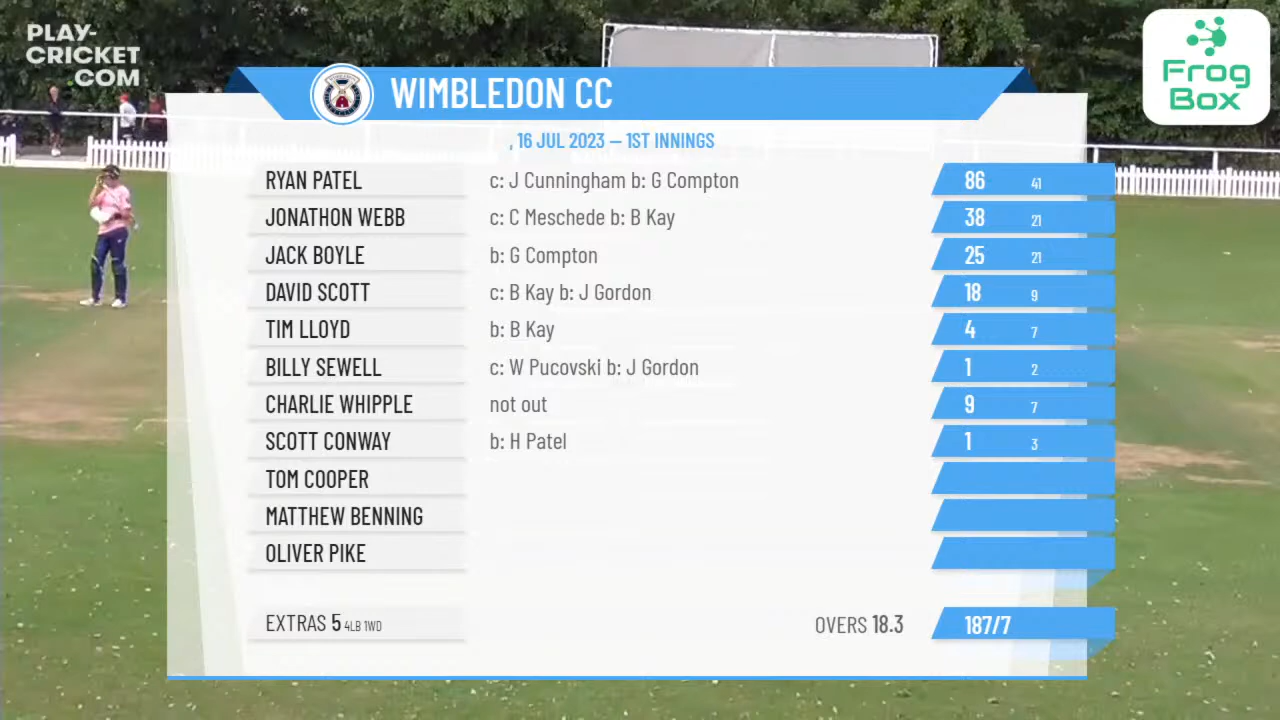 PLAY-
CRICKET
.COM
Frog
Box
WIMBLEDON CC
, 16 JUL 2023 – 1ST INNINGS
RYAN PATEL c: J Cunningham b: G Compton 86 41
JONATHON WEBB c: C Meschede b: B Kay 38 21
JACK BOYLE b: G Compton 25 21
DAVID SCOTT c: B Kay b: J Gordon 18 9
TIM LLOYD b: B Kay 4 7
BILLY SEWELL c: W Pucovski b: J Gordon 1 2
CHARLIE WHIPPLE not out 9 7
SCOTT CONWAY b: H Patel 1 3
TOM COOPER
MATTHEW BENNING
OLIVER PIKE
EXTRAS 5 4LB 1WD OVERS 18.3 187/7